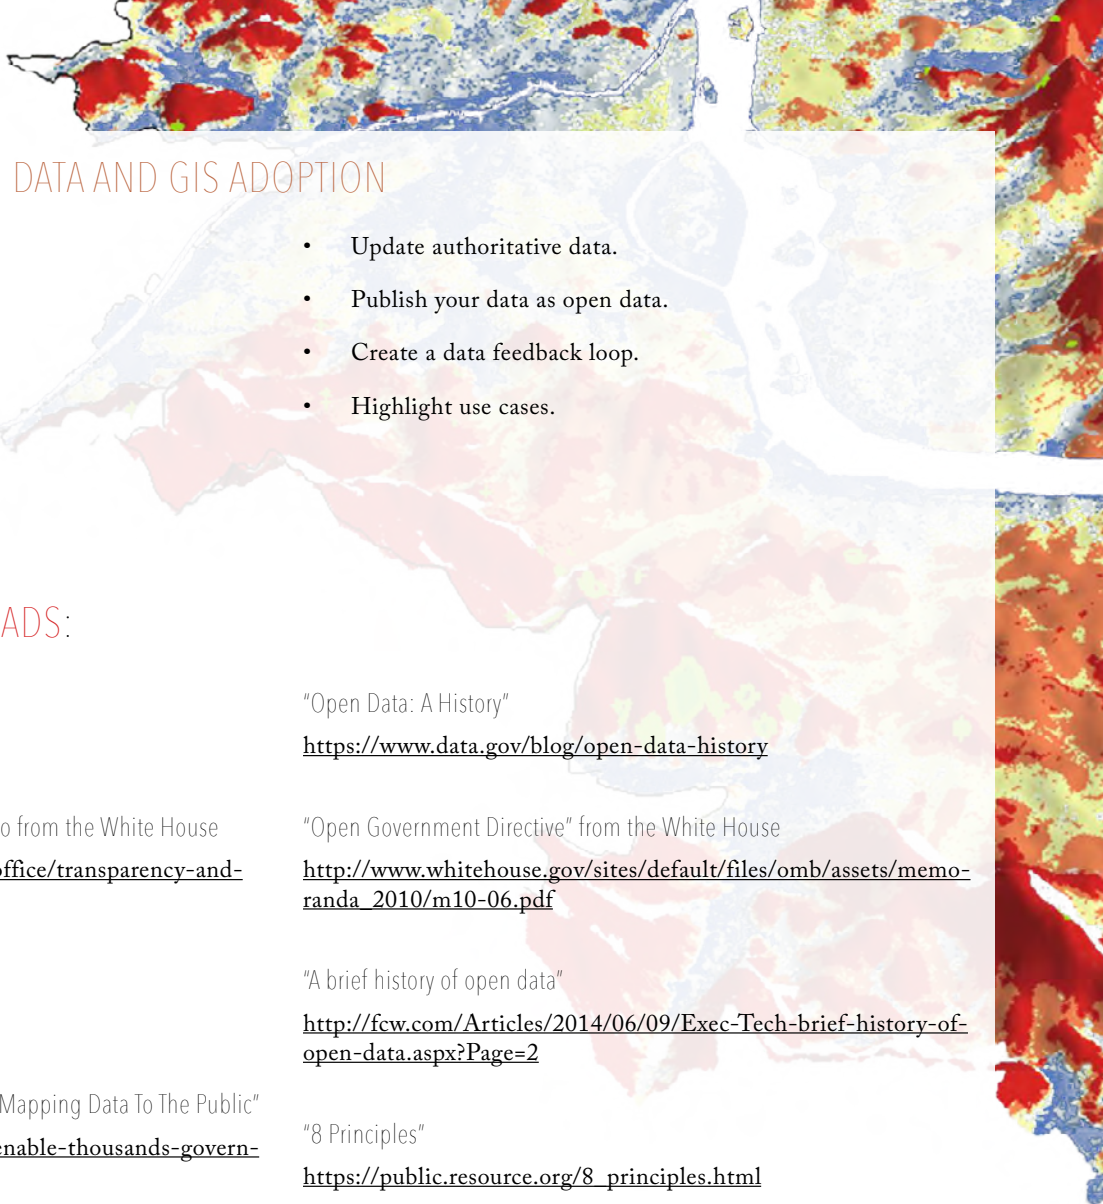 DATA AND GIS ADOPTION
• Update authoritative data.
• Publish your data as open data.
• Create a data feedback loop.
• Highlight use cases.
ADS:
“Open Data: A History”
https://www.data.gov/blog/open-data-history
o from the White House
office/transparency-and-
“Open Government Directive” from the White House
http://www.whitehouse.gov/sites/default/files/omb/assets/memo-
randa_2010/m10-06.pdf
“A brief history of open data”
http://fcw.com/Articles/2014/06/09/Exec-Tech-brief-history-of-
open-data.aspx?Page=2
Mapping Data To The Public”
enable-thousands-govern-
“8 Principles”
https://public.resource.org/8_principles.html